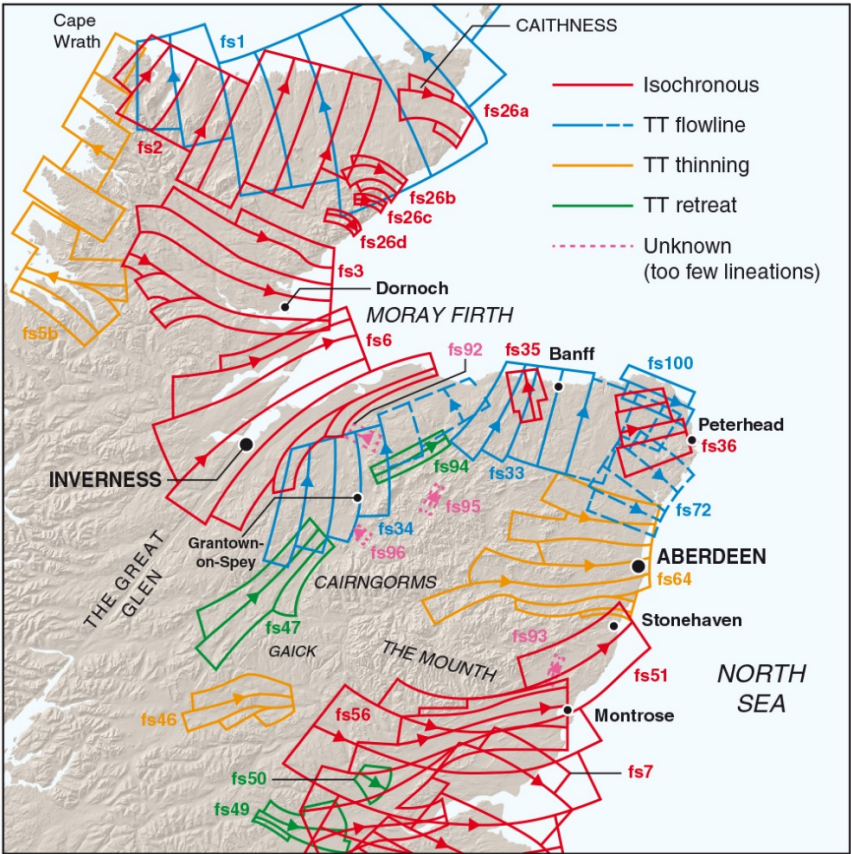 Cape
Wrath
fs1
CAITHNESS
Isochronous
fs26a
TT flowline
fs2
TT thinning
fs26b
TT retreat
fs26c
fs26d
Unknown
(too few lineations)
fs3
Dornoch
MORAY FIRTH
fs5b
fs6
fs92
fs35
Banff
fs100
Peterhead
fs36
INVERNESS
fs94
fs33
fs95
fs72
fs34
Grantown-
on-Spey
fs96
ABERDEEN
THE GREAT
GLEN
CAIRNGORMS
fs64
Stonehaven
fs47
fs93
GAICK
THE MOUNTH
fs51
NORTH
SEA
fs46
fs56
Montrose
fs50
fs7
fs49